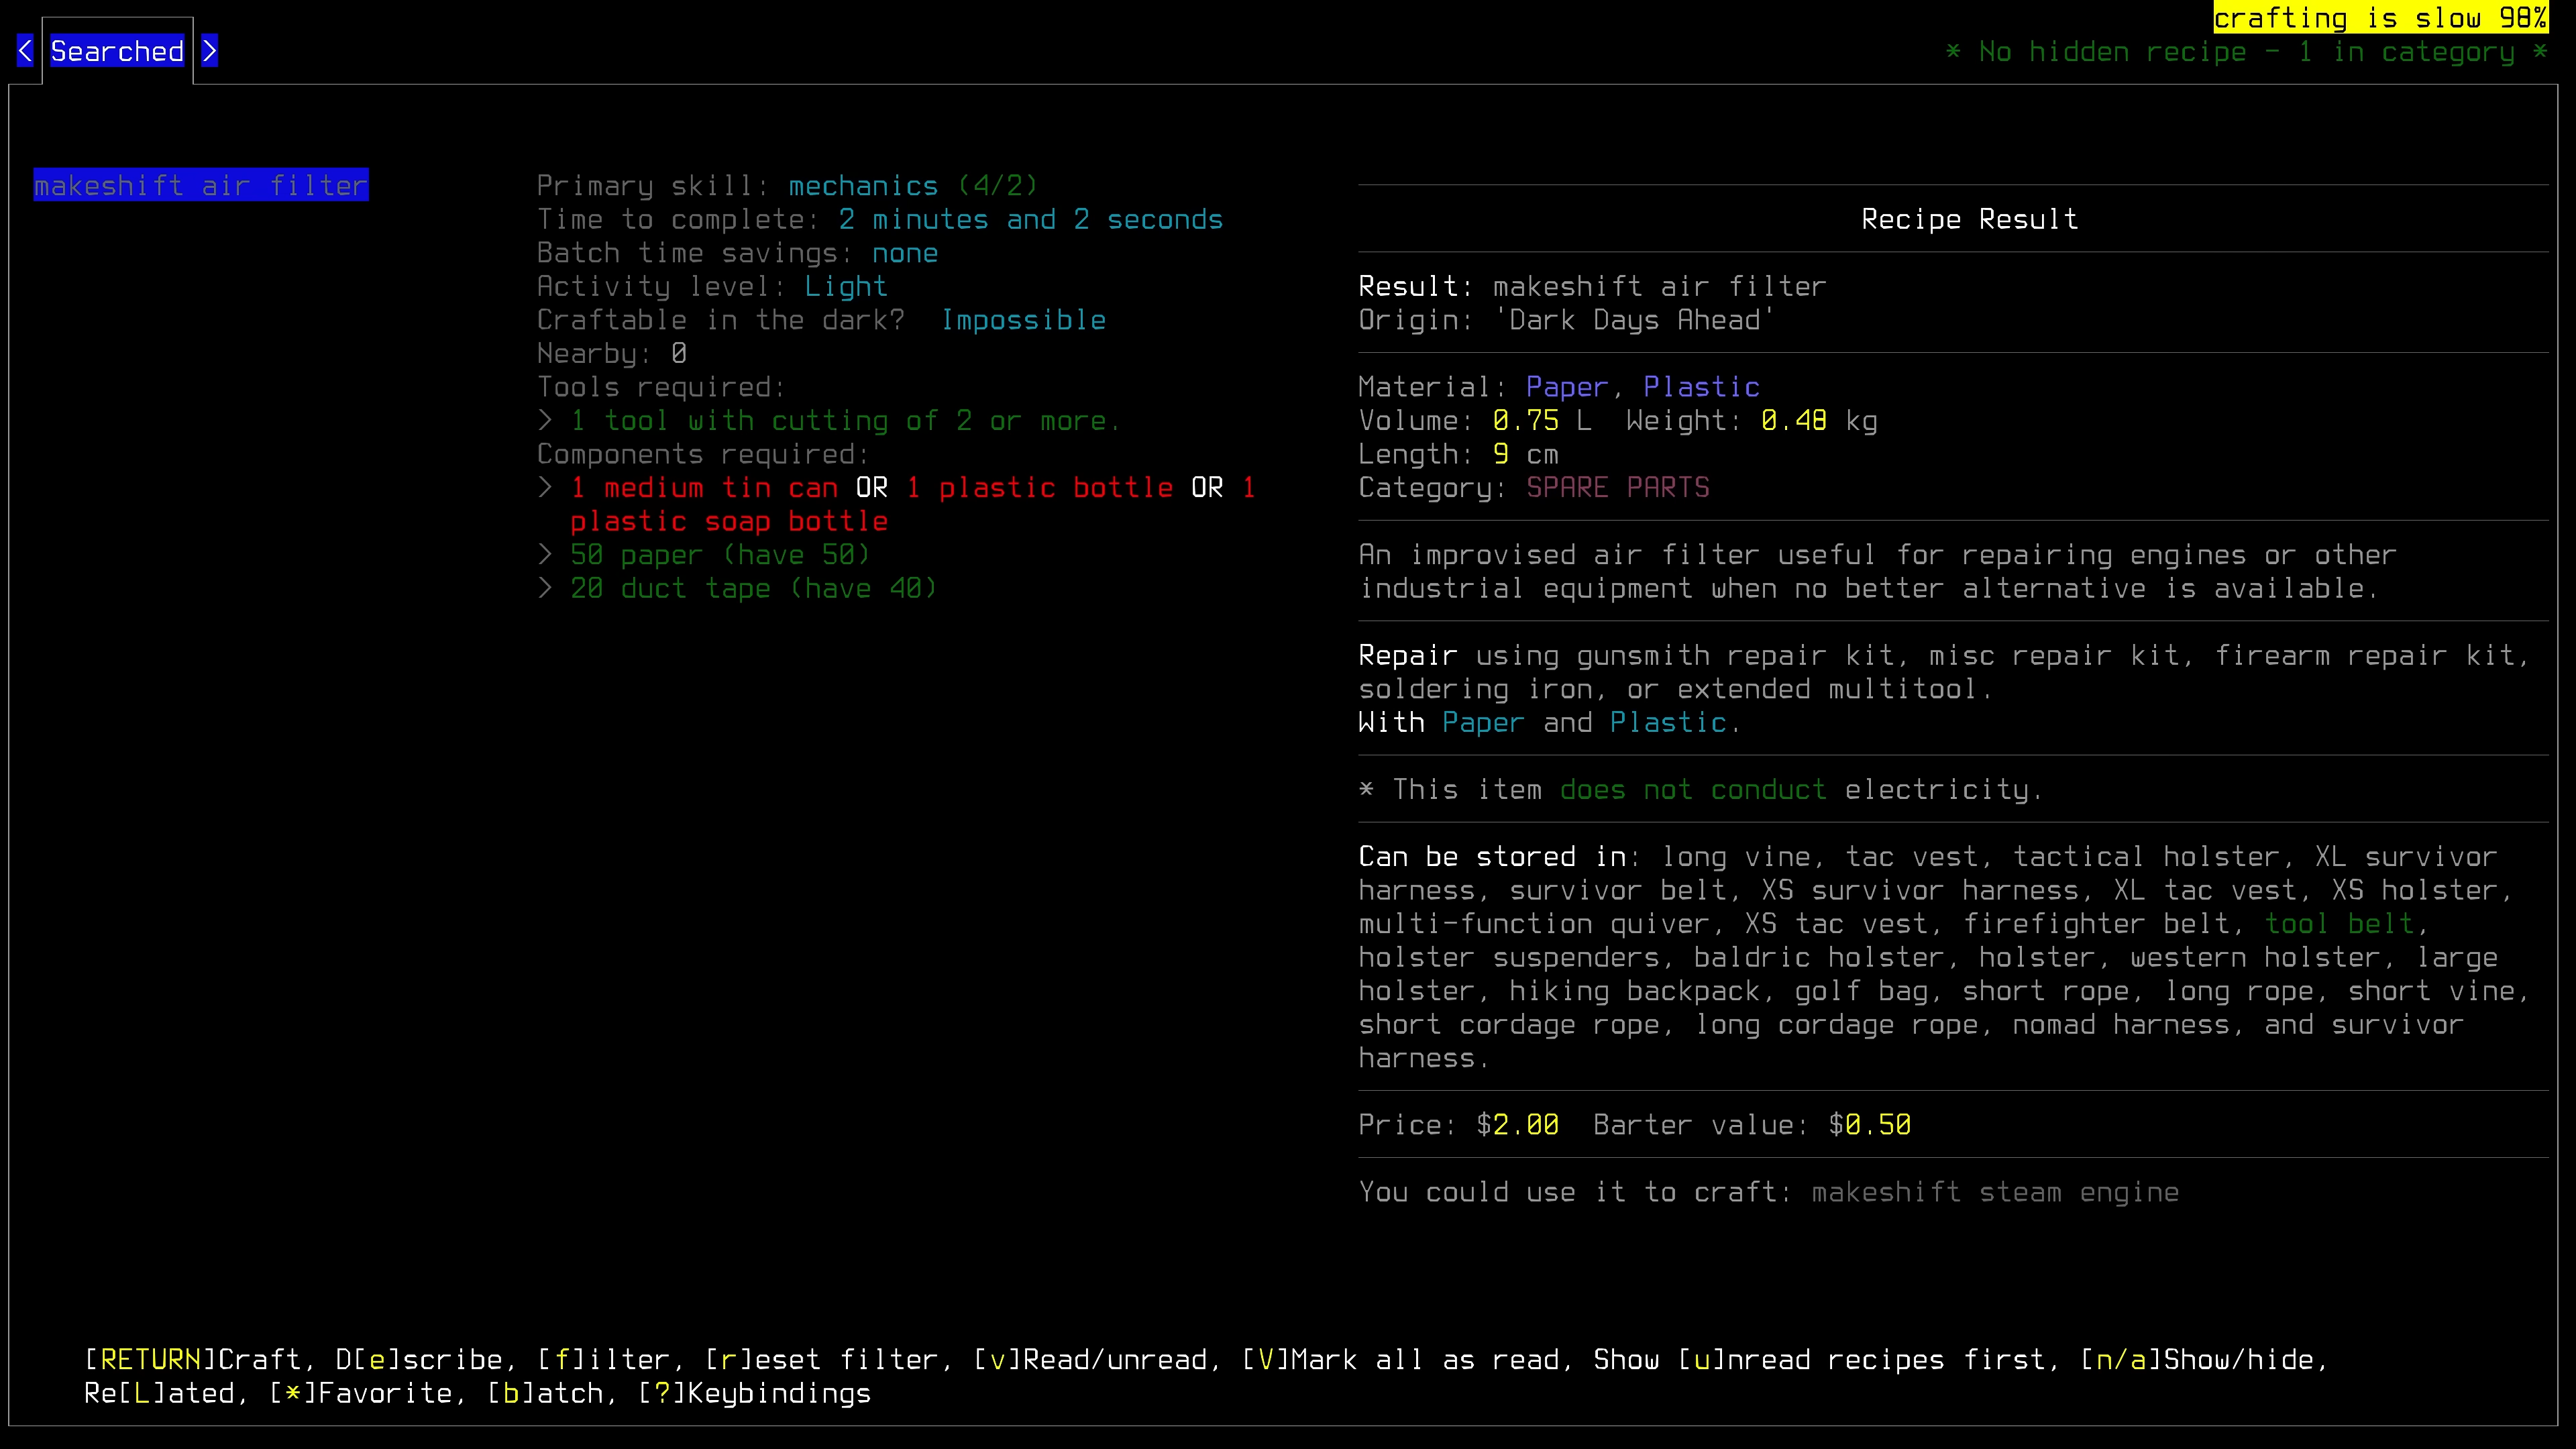 crafting is slow 98%
< Searched >
* No hidden recipe - 1 in category *
makeshift air filter
Primary skill: mechanics (4/2)
Time to complete: 2 minutes and 2 seconds
Batch time savings: none
Activity level: Light
Craftable in the dark? Impossible
Nearby: 0
Tools required:
> 1 tool with cutting of 2 or more.
Components required:
> 1 medium tin can OR 1 plastic bottle OR 1
plastic soap bottle
> 50 paper (have 50)
> 20 duct tape (have 40)
Recipe Result
Result: makeshift air filter
Origin: 'Dark Days Ahead'
Material: Paper, Plastic
Volume: 0.75 L Weight: 0.48 kg
Length: 9 cm
Category: SPARE PARTS
An improvised air filter useful for repairing engines or other
industrial equipment when no better alternative is available.
Repair using gunsmith repair kit, misc repair kit, firearm repair kit,
soldering iron, or extended multitool.
With Paper and Plastic.
* This item does not conduct electricity.
Can be stored in: long vine, tac vest, tactical holster, XL survivor
harness, survivor belt, XS survivor harness, XL tac vest, XS holster,
multi-function quiver, XS tac vest, firefighter belt, tool belt,
holster suspenders, baldric holster, holster, western holster, large
holster, hiking backpack, golf bag, short rope, long rope, short vine,
short cordage rope, long cordage rope, nomad harness, and survivor
harness.
Price: $2.00 Barter value: $0.50
You could use it to craft: makeshift steam engine
[RETURN]Craft, D[e]scribe, [f]ilter, [r]eset filter, [v]Read/unread, [V]Mark all as read, Show [u]nread recipes first, [n/a]Show/hide,
Re[L]ated, [*]Favorite, [b]atch, [?]Keybindings